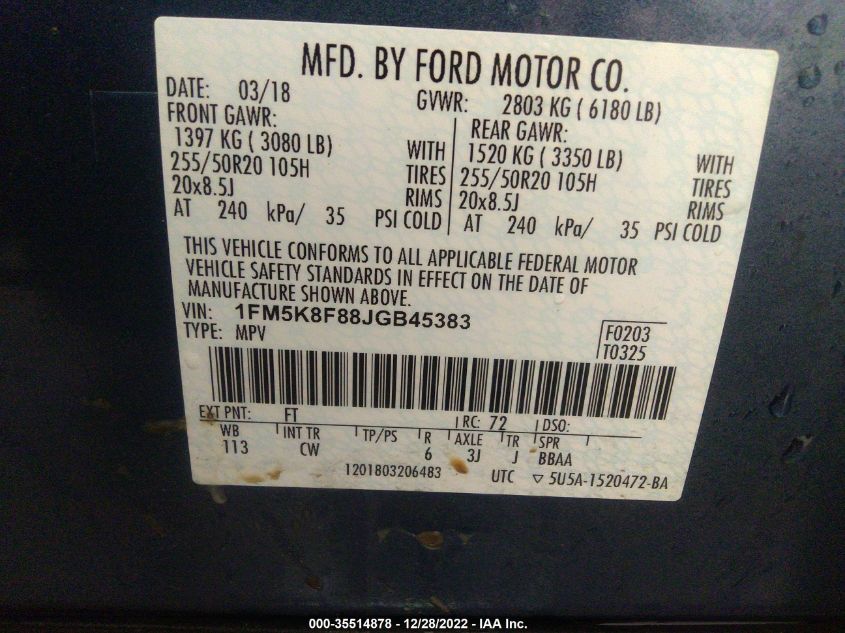 MFD. BY FORD MOTOR CO.
DATE: 03/18 GVWR: 2803 KG ( 6180 LB)
FRONT GAWR: REAR GAWR:
1397 KG ( 3080 LB) WITH 1520 KG ( 3350 LB) WITH
255/50R20 105H TIRES 255/50R20 105H TIRES
20x8.5J RIMS 20x8.5J RIMS
AT 240 kPa/ 35 PSI COLD AT 240 kPa/ 35 PSI COLD
THIS VEHICLE CONFORMS TO ALL APPLICABLE FEDERAL MOTOR
VEHICLE SAFETY STANDARDS IN EFFECT ON THE DATE OF
MANUFACTURE SHOWN ABOVE.
VIN: 1FM5K8F88JGB45383
TYPE: MPV
F0203
T0325
EXT PNT: FT RC: 72 DSO:
WB INT TR TP/PS R AXLE TR SPR
113 CW 6 3J J BBAA
1201803206483 UTC ▽ 5U5A-1520472-BA
000-35514878 - 12/28/2022 - IAA Inc.